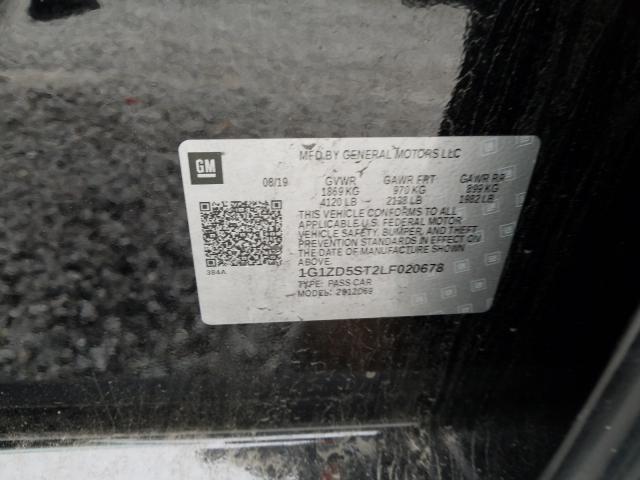 GM
MFD BY GENERAL MOTORS LLC
08/19 GVWR GAWR FRT GAWR RR
1869 KG 970 KG 899 KG
4120 LB 2138 LB 1982 LB
THIS VEHICLE CONFORMS TO ALL
APPLICABLE U.S. FEDERAL MOTOR
VEHICLE SAFETY, BUMPER, AND THEFT
PREVENTION STANDARDS IN EFFECT ON
THE DATE OF MANUFACTURE SHOWN
ABOVE.
384A
1G1ZD5ST2LF020678
TYPE: PASS CAR
MODEL: 291ZD69